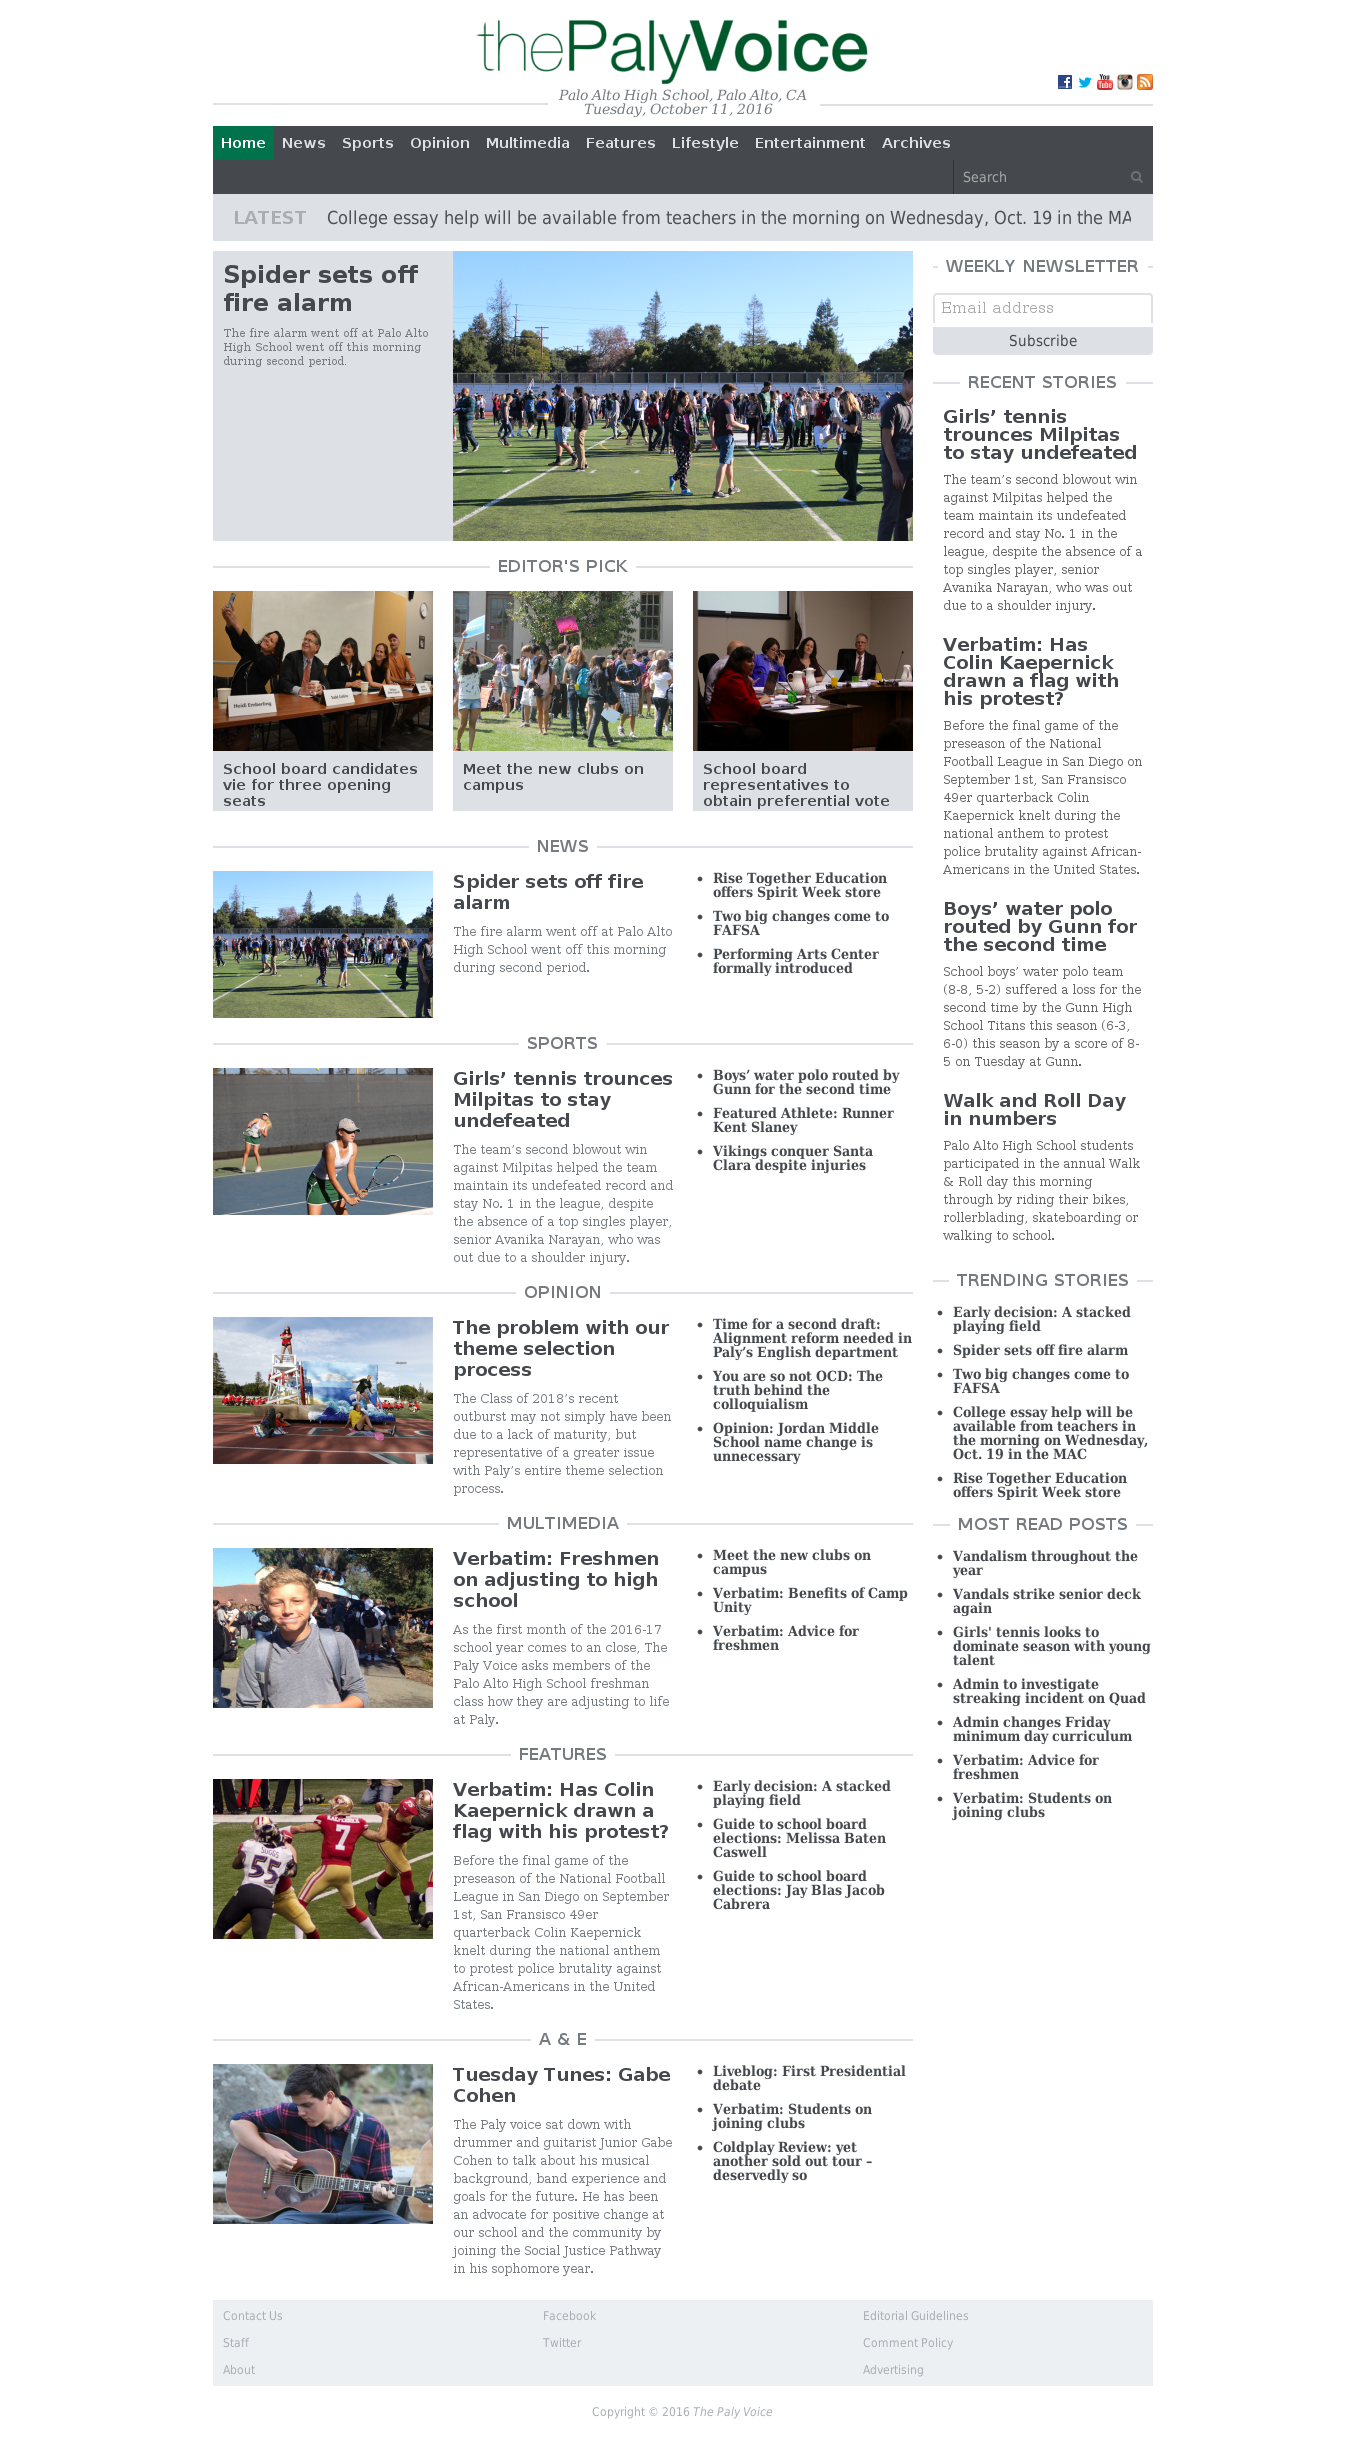 thePalyVoice
Palo Alto High School, Palo Alto, CA
Tuesday, October 11, 2016
Home News Sports Opinion Multimedia Features Lifestyle Entertainment Archives
Search
LATEST College essay help will be available from teachers in the morning on Wednesday, Oct. 19 in the MA
Spider sets off
fire alarm
The fire alarm went off at Palo Alto
High School went off this morning
during second period.
EDITOR'S PICK
Heidi Emberling
School board candidates
vie for three opening
seats
Meet the new clubs on
campus
School board
representatives to
obtain preferential vote
NEWS
Spider sets off fire
alarm
The fire alarm went off at Palo Alto
High School went off this morning
during second period.
• Rise Together Education
offers Spirit Week store
• Two big changes come to
FAFSA
• Performing Arts Center
formally introduced
SPORTS
Girls’ tennis trounces
Milpitas to stay
undefeated
The team’s second blowout win
against Milpitas helped the team
maintain its undefeated record and
stay No. 1 in the league, despite
the absence of a top singles player,
senior Avanika Narayan, who was
out due to a shoulder injury.
• Boys’ water polo routed by
Gunn for the second time
• Featured Athlete: Runner
Kent Slaney
• Vikings conquer Santa
Clara despite injuries
OPINION
The problem with our
theme selection
process
The Class of 2018’s recent
outburst may not simply have been
due to a lack of maturity, but
representative of a greater issue
with Paly’s entire theme selection
process.
• Time for a second draft:
Alignment reform needed in
Paly’s English department
• You are so not OCD: The
truth behind the
colloquialism
• Opinion: Jordan Middle
School name change is
unnecessary
MULTIMEDIA
Verbatim: Freshmen
on adjusting to high
school
As the first month of the 2016-17
school year comes to an close, The
Paly Voice asks members of the
Palo Alto High School freshman
class how they are adjusting to life
at Paly.
• Meet the new clubs on
campus
• Verbatim: Benefits of Camp
Unity
• Verbatim: Advice for
freshmen
FEATURES
KAEPERNICK
7
SUGGS
55
Verbatim: Has Colin
Kaepernick drawn a
flag with his protest?
Before the final game of the
preseason of the National Football
League in San Diego on September
1st, San Fransisco 49er
quarterback Colin Kaepernick
knelt during the national anthem
to protest police brutality against
African-Americans in the United
States.
• Early decision: A stacked
playing field
• Guide to school board
elections: Melissa Baten
Caswell
• Guide to school board
elections: Jay Blas Jacob
Cabrera
A & E
Tuesday Tunes: Gabe
Cohen
The Paly voice sat down with
drummer and guitarist Junior Gabe
Cohen to talk about his musical
background, band experience and
goals for the future. He has been
an advocate for positive change at
our school and the community by
joining the Social Justice Pathway
in his sophomore year.
• Liveblog: First Presidential
debate
• Verbatim: Students on
joining clubs
• Coldplay Review: yet
another sold out tour –
deservedly so
WEEKLY NEWSLETTER
Email address
Subscribe
RECENT STORIES
Girls’ tennis
trounces Milpitas
to stay undefeated
The team’s second blowout win
against Milpitas helped the
team maintain its undefeated
record and stay No. 1 in the
league, despite the absence of a
top singles player, senior
Avanika Narayan, who was out
due to a shoulder injury.
Verbatim: Has
Colin Kaepernick
drawn a flag with
his protest?
Before the final game of the
preseason of the National
Football League in San Diego on
September 1st, San Fransisco
49er quarterback Colin
Kaepernick knelt during the
national anthem to protest
police brutality against African-
Americans in the United States.
Boys’ water polo
routed by Gunn for
the second time
School boys’ water polo team
(8-8, 5-2) suffered a loss for the
second time by the Gunn High
School Titans this season (6-3,
6-0) this season by a score of 8-
5 on Tuesday at Gunn.
Walk and Roll Day
in numbers
Palo Alto High School students
participated in the annual Walk
& Roll day this morning
through by riding their bikes,
rollerblading, skateboarding or
walking to school.
TRENDING STORIES
• Early decision: A stacked
playing field
• Spider sets off fire alarm
• Two big changes come to
FAFSA
• College essay help will be
available from teachers in
the morning on Wednesday,
Oct. 19 in the MAC
• Rise Together Education
offers Spirit Week store
MOST READ POSTS
• Vandalism throughout the
year
• Vandals strike senior deck
again
• Girls' tennis looks to
dominate season with young
talent
• Admin to investigate
streaking incident on Quad
• Admin changes Friday
minimum day curriculum
• Verbatim: Advice for
freshmen
• Verbatim: Students on
joining clubs
Contact Us Facebook Editorial Guidelines
Staff Twitter Comment Policy
About Advertising
Copyright © 2016 The Paly Voice